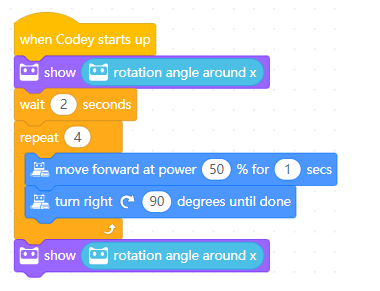 when Codey starts up
show rotation angle around x
wait 2 seconds
repeat 4
move forward at power 50 % for 1 secs
turn right 90 degrees until done
show rotation angle around x